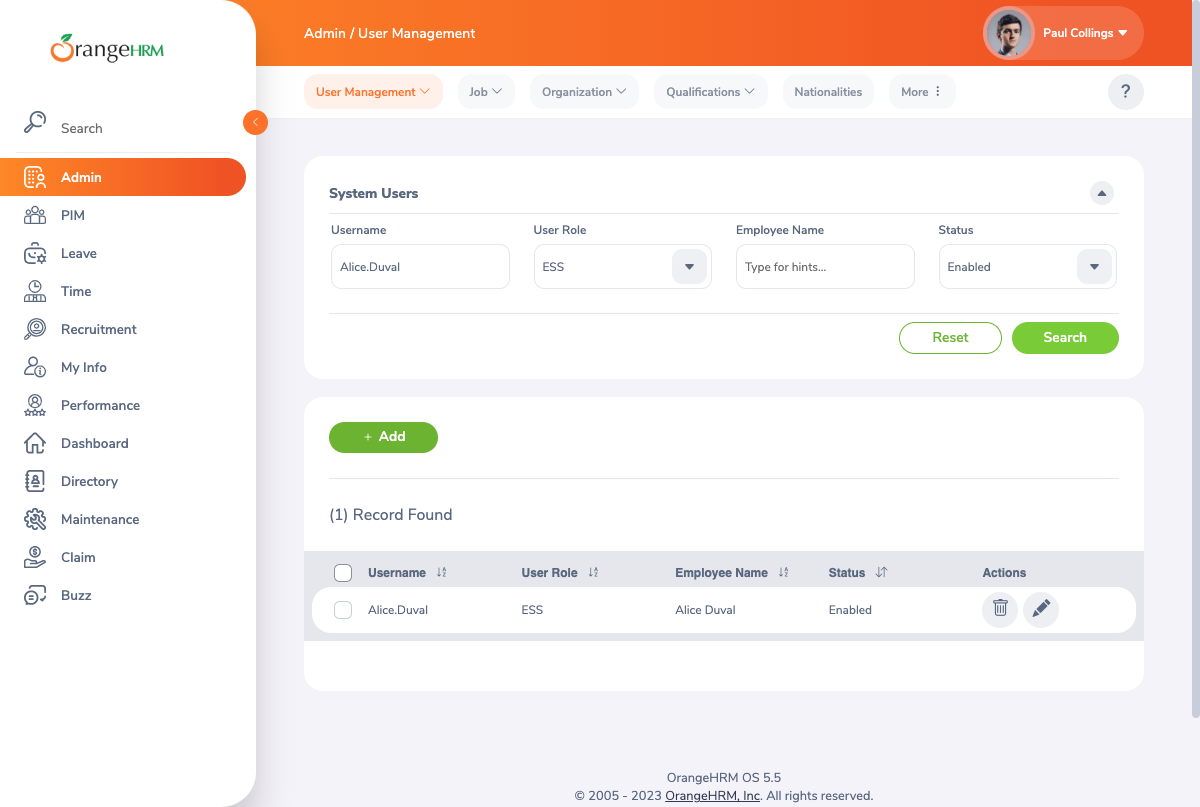 OrangeHRM
Admin / User Management
Paul Collings
User Management
Job
Organization
Qualifications
Nationalities
More
?
Search
Admin
PIM
Leave
Time
Recruitment
My Info
Performance
Dashboard
Directory
Maintenance
Claim
Buzz
System Users
Username
User Role
Employee Name
Status
Alice.Duval
ESS
Type for hints...
Enabled
Reset
Search
+ Add
(1) Record Found
Username User Role Employee Name Status Actions
Alice.Duval ESS Alice Duval Enabled
OrangeHRM OS 5.5
© 2005 - 2023 OrangeHRM, Inc. All rights reserved.